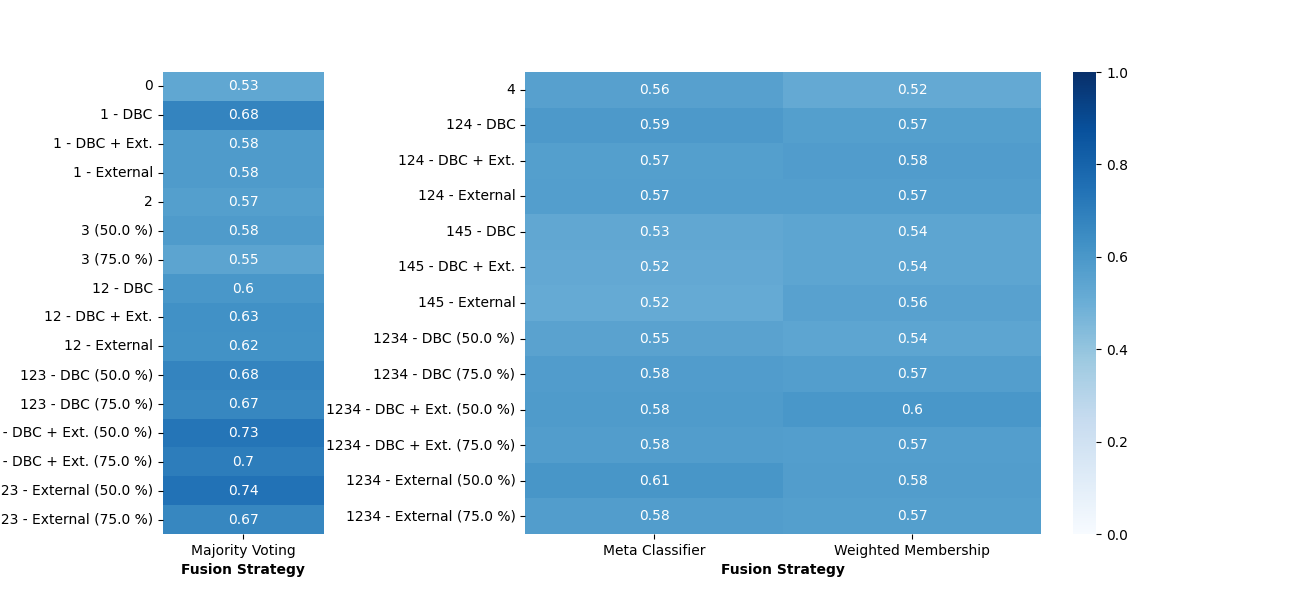 0 0.53
1 - DBC 0.68
1 - DBC + Ext. 0.58
1 - External 0.58
2 0.57
3 (50.0 %) 0.58
3 (75.0 %) 0.55
12 - DBC 0.6
12 - DBC + Ext. 0.63
12 - External 0.62
123 - DBC (50.0 %) 0.68
123 - DBC (75.0 %) 0.67
- DBC + Ext. (50.0 %) 0.73
- DBC + Ext. (75.0 %) 0.7
23 - External (50.0 %) 0.74
23 - External (75.0 %) 0.67
Majority Voting
Fusion Strategy
4 0.56 0.52
124 - DBC 0.59 0.57
124 - DBC + Ext. 0.57 0.58
124 - External 0.57 0.57
145 - DBC 0.53 0.54
145 - DBC + Ext. 0.52 0.54
145 - External 0.52 0.56
1234 - DBC (50.0 %) 0.55 0.54
1234 - DBC (75.0 %) 0.58 0.57
1234 - DBC + Ext. (50.0 %) 0.58 0.6
1234 - DBC + Ext. (75.0 %) 0.58 0.57
1234 - External (50.0 %) 0.61 0.58
1234 - External (75.0 %) 0.58 0.57
Meta Classifier Weighted Membership
Fusion Strategy
1.0
0.8
0.6
0.4
0.2
0.0